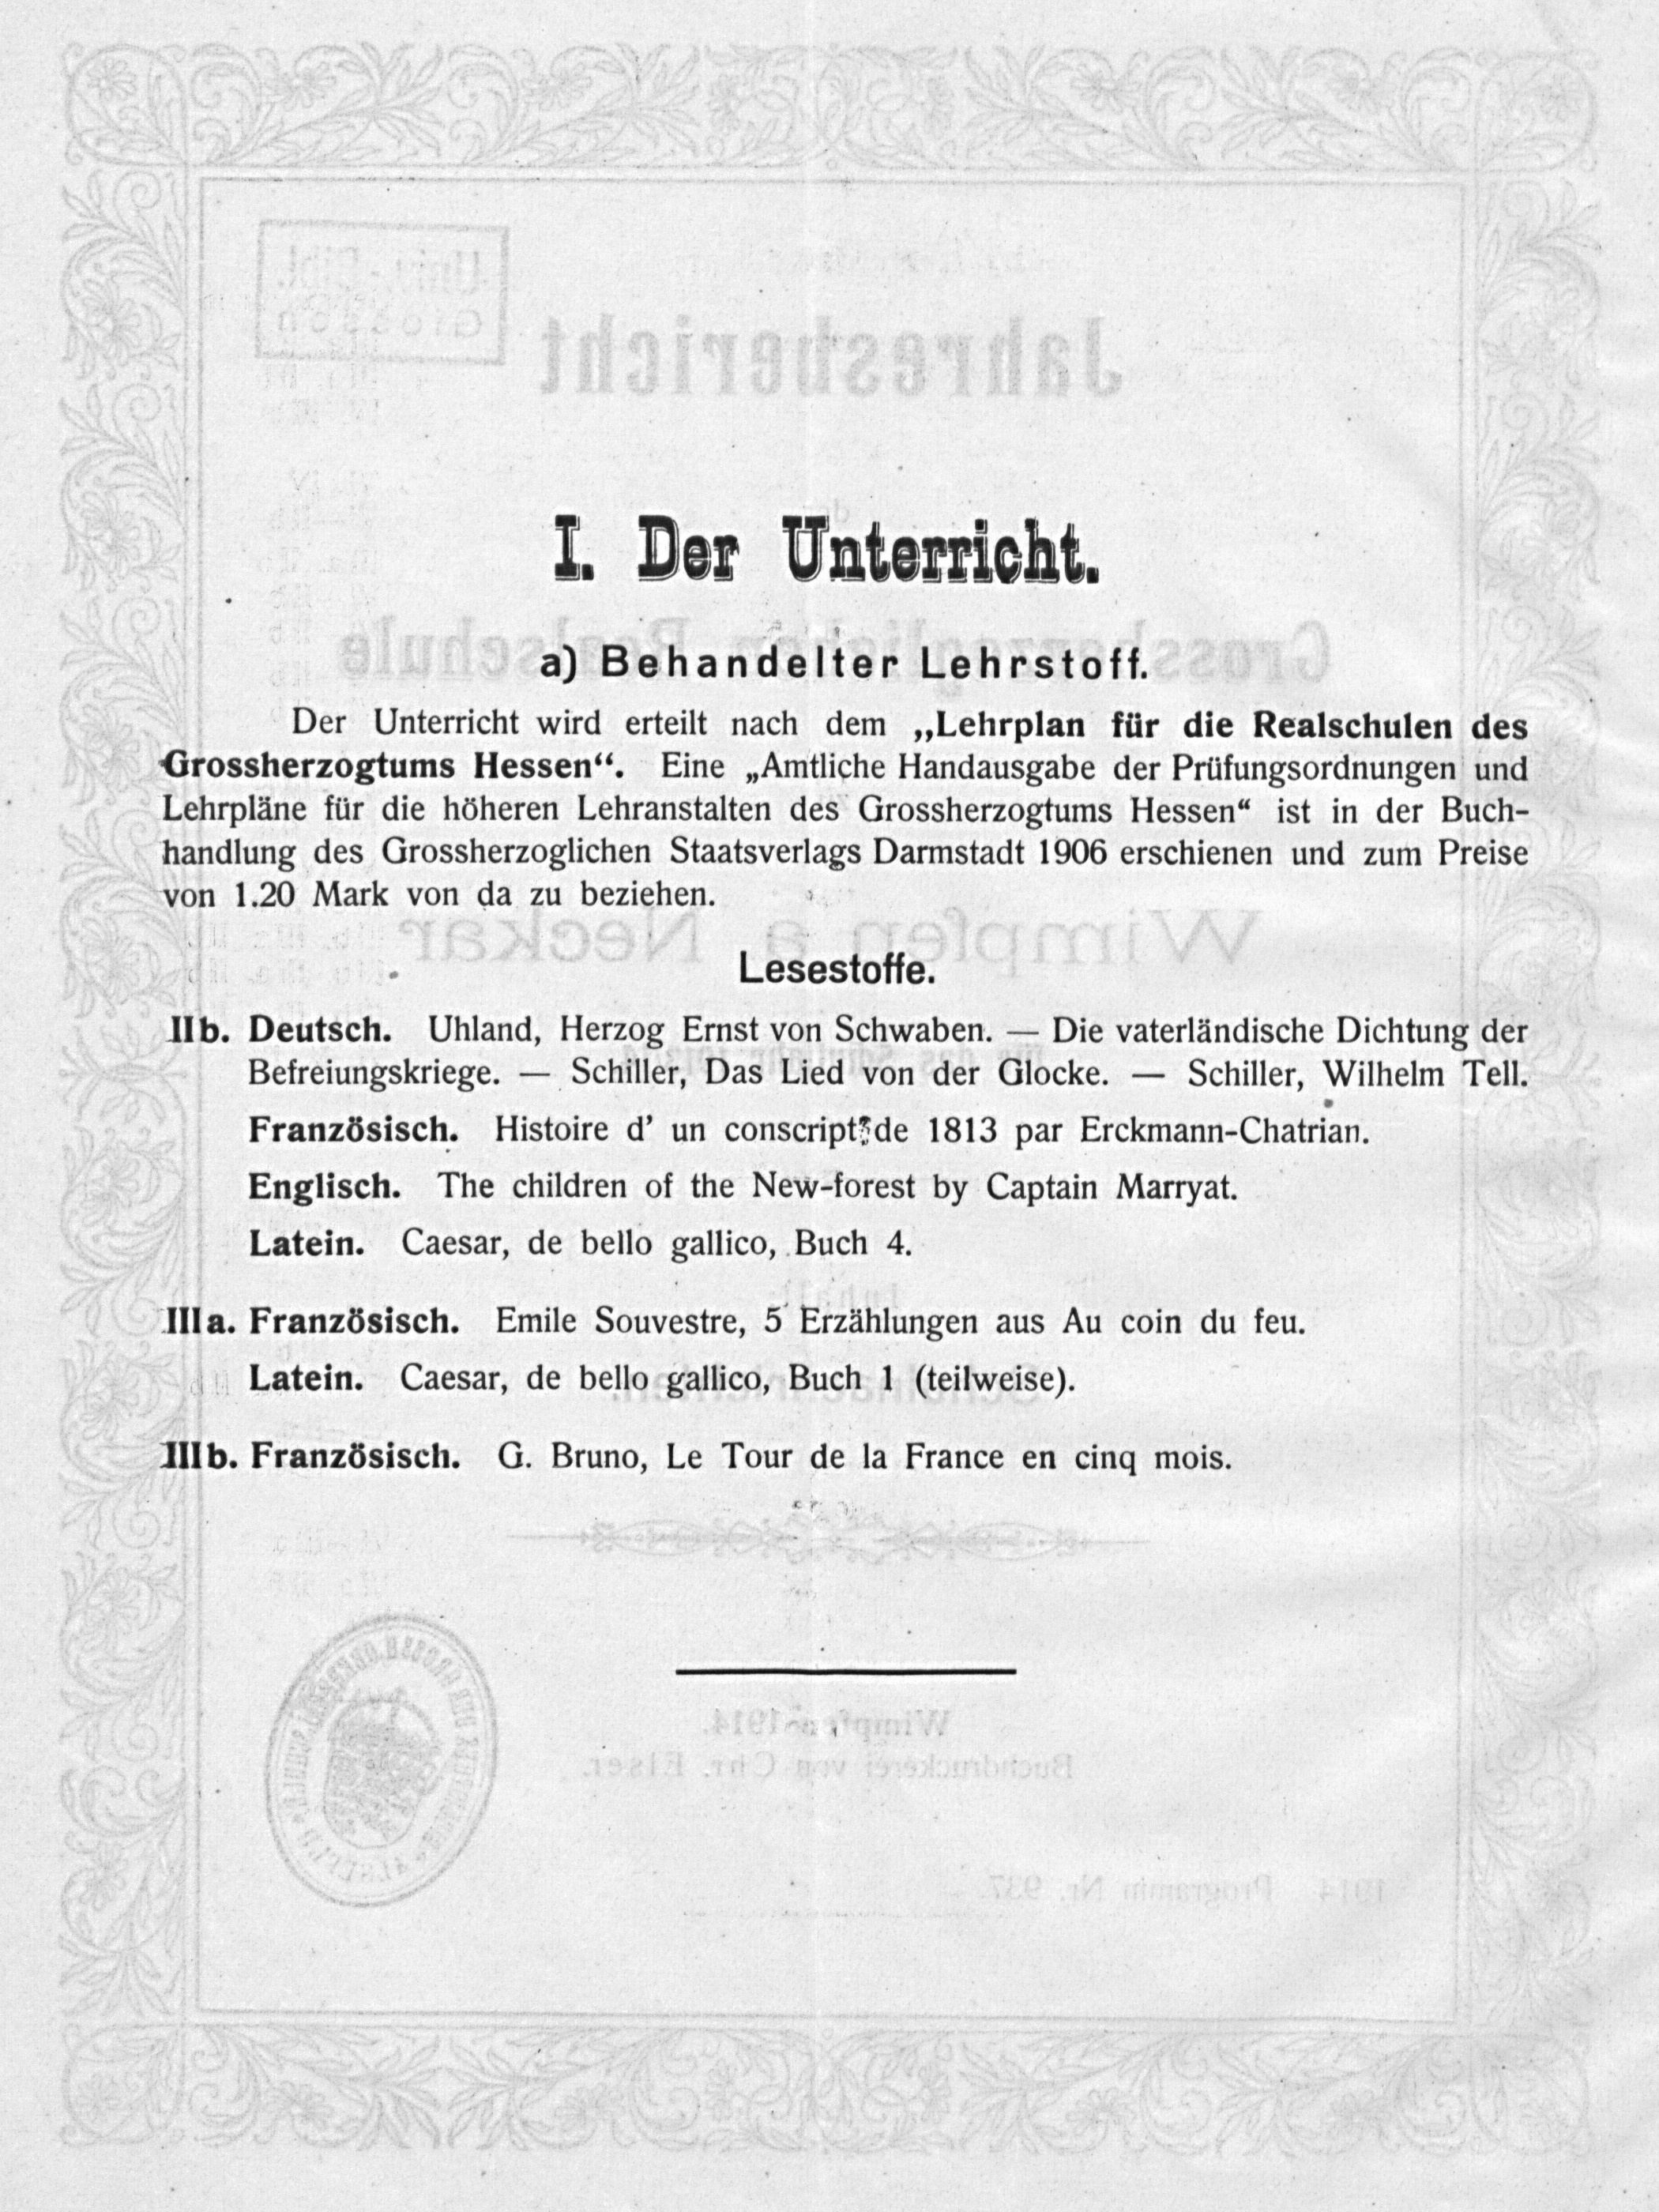 I. Der Unterricht.
a) Behandelter Lehrstoff.
Der Unterricht wird erteilt nach dem „Lehrplan für die Realschulen des
Grossherzogtums Hessen“. Eine „Amtliche Handausgabe der Prüfungsordnungen und
Lehrpläne für die höheren Lehranstalten des Grossherzogtums Hessen“ ist in der Buch-
handlung des Grossherzoglichen Staatsverlags Darmstadt 1906 erschienen und zum Preise
von 1.20 Mark von da zu beziehen.
Lesestoffe.
IIb. Deutsch. Uhland, Herzog Ernst von Schwaben. — Die vaterländische Dichtung der
Befreiungskriege. — Schiller, Das Lied von der Glocke. — Schiller, Wilhelm Tell.
Französisch. Histoire d' un conscript de 1813 par Erckmann-Chatrian.
Englisch. The children of the New-forest by Captain Marryat.
Latein. Caesar, de bello gallico, Buch 4.
IIIa. Französisch. Emile Souvestre, 5 Erzählungen aus Au coin du feu.
Latein. Caesar, de bello gallico, Buch 1 (teilweise).
IIIb. Französisch. G. Bruno, Le Tour de la France en cinq mois.